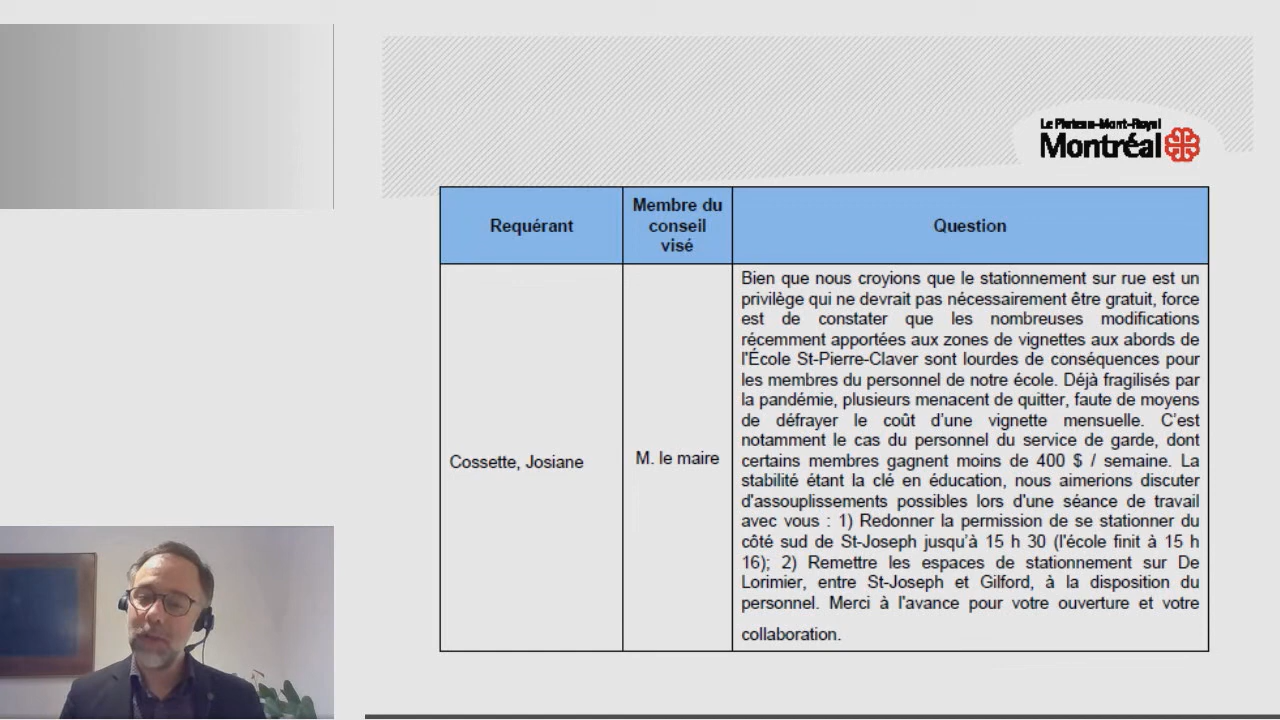 Le Plateau-Mont-Royal
Montréal
Requérant
Membre du
conseil
visé
Question
Cossette, Josiane
M. le maire
Bien que nous croyions que le stationnement sur rue est un
privilège qui ne devrait pas nécessairement être gratuit, force
est de constater que les nombreuses modifications
récemment apportées aux zones de vignettes aux abords de
l'École St-Pierre-Claver sont lourdes de conséquences pour
les membres du personnel de notre école. Déjà fragilisés par
la pandémie, plusieurs menacent de quitter, faute de moyens
de défrayer le coût d'une vignette mensuelle. C'est
notamment le cas du personnel du service de garde, dont
certains membres gagnent moins de 400 $ / semaine. La
stabilité étant la clé en éducation, nous aimerions discuter
d'assouplissements possibles lors d'une séance de travail
avec vous : 1) Redonner la permission de se stationner du
côté sud de St-Joseph jusqu'à 15 h 30 (l'école finit à 15 h
16); 2) Remettre les espaces de stationnement sur De
Lorimier, entre St-Joseph et Gilford, à la disposition du
personnel. Merci à l'avance pour votre ouverture et votre
collaboration.